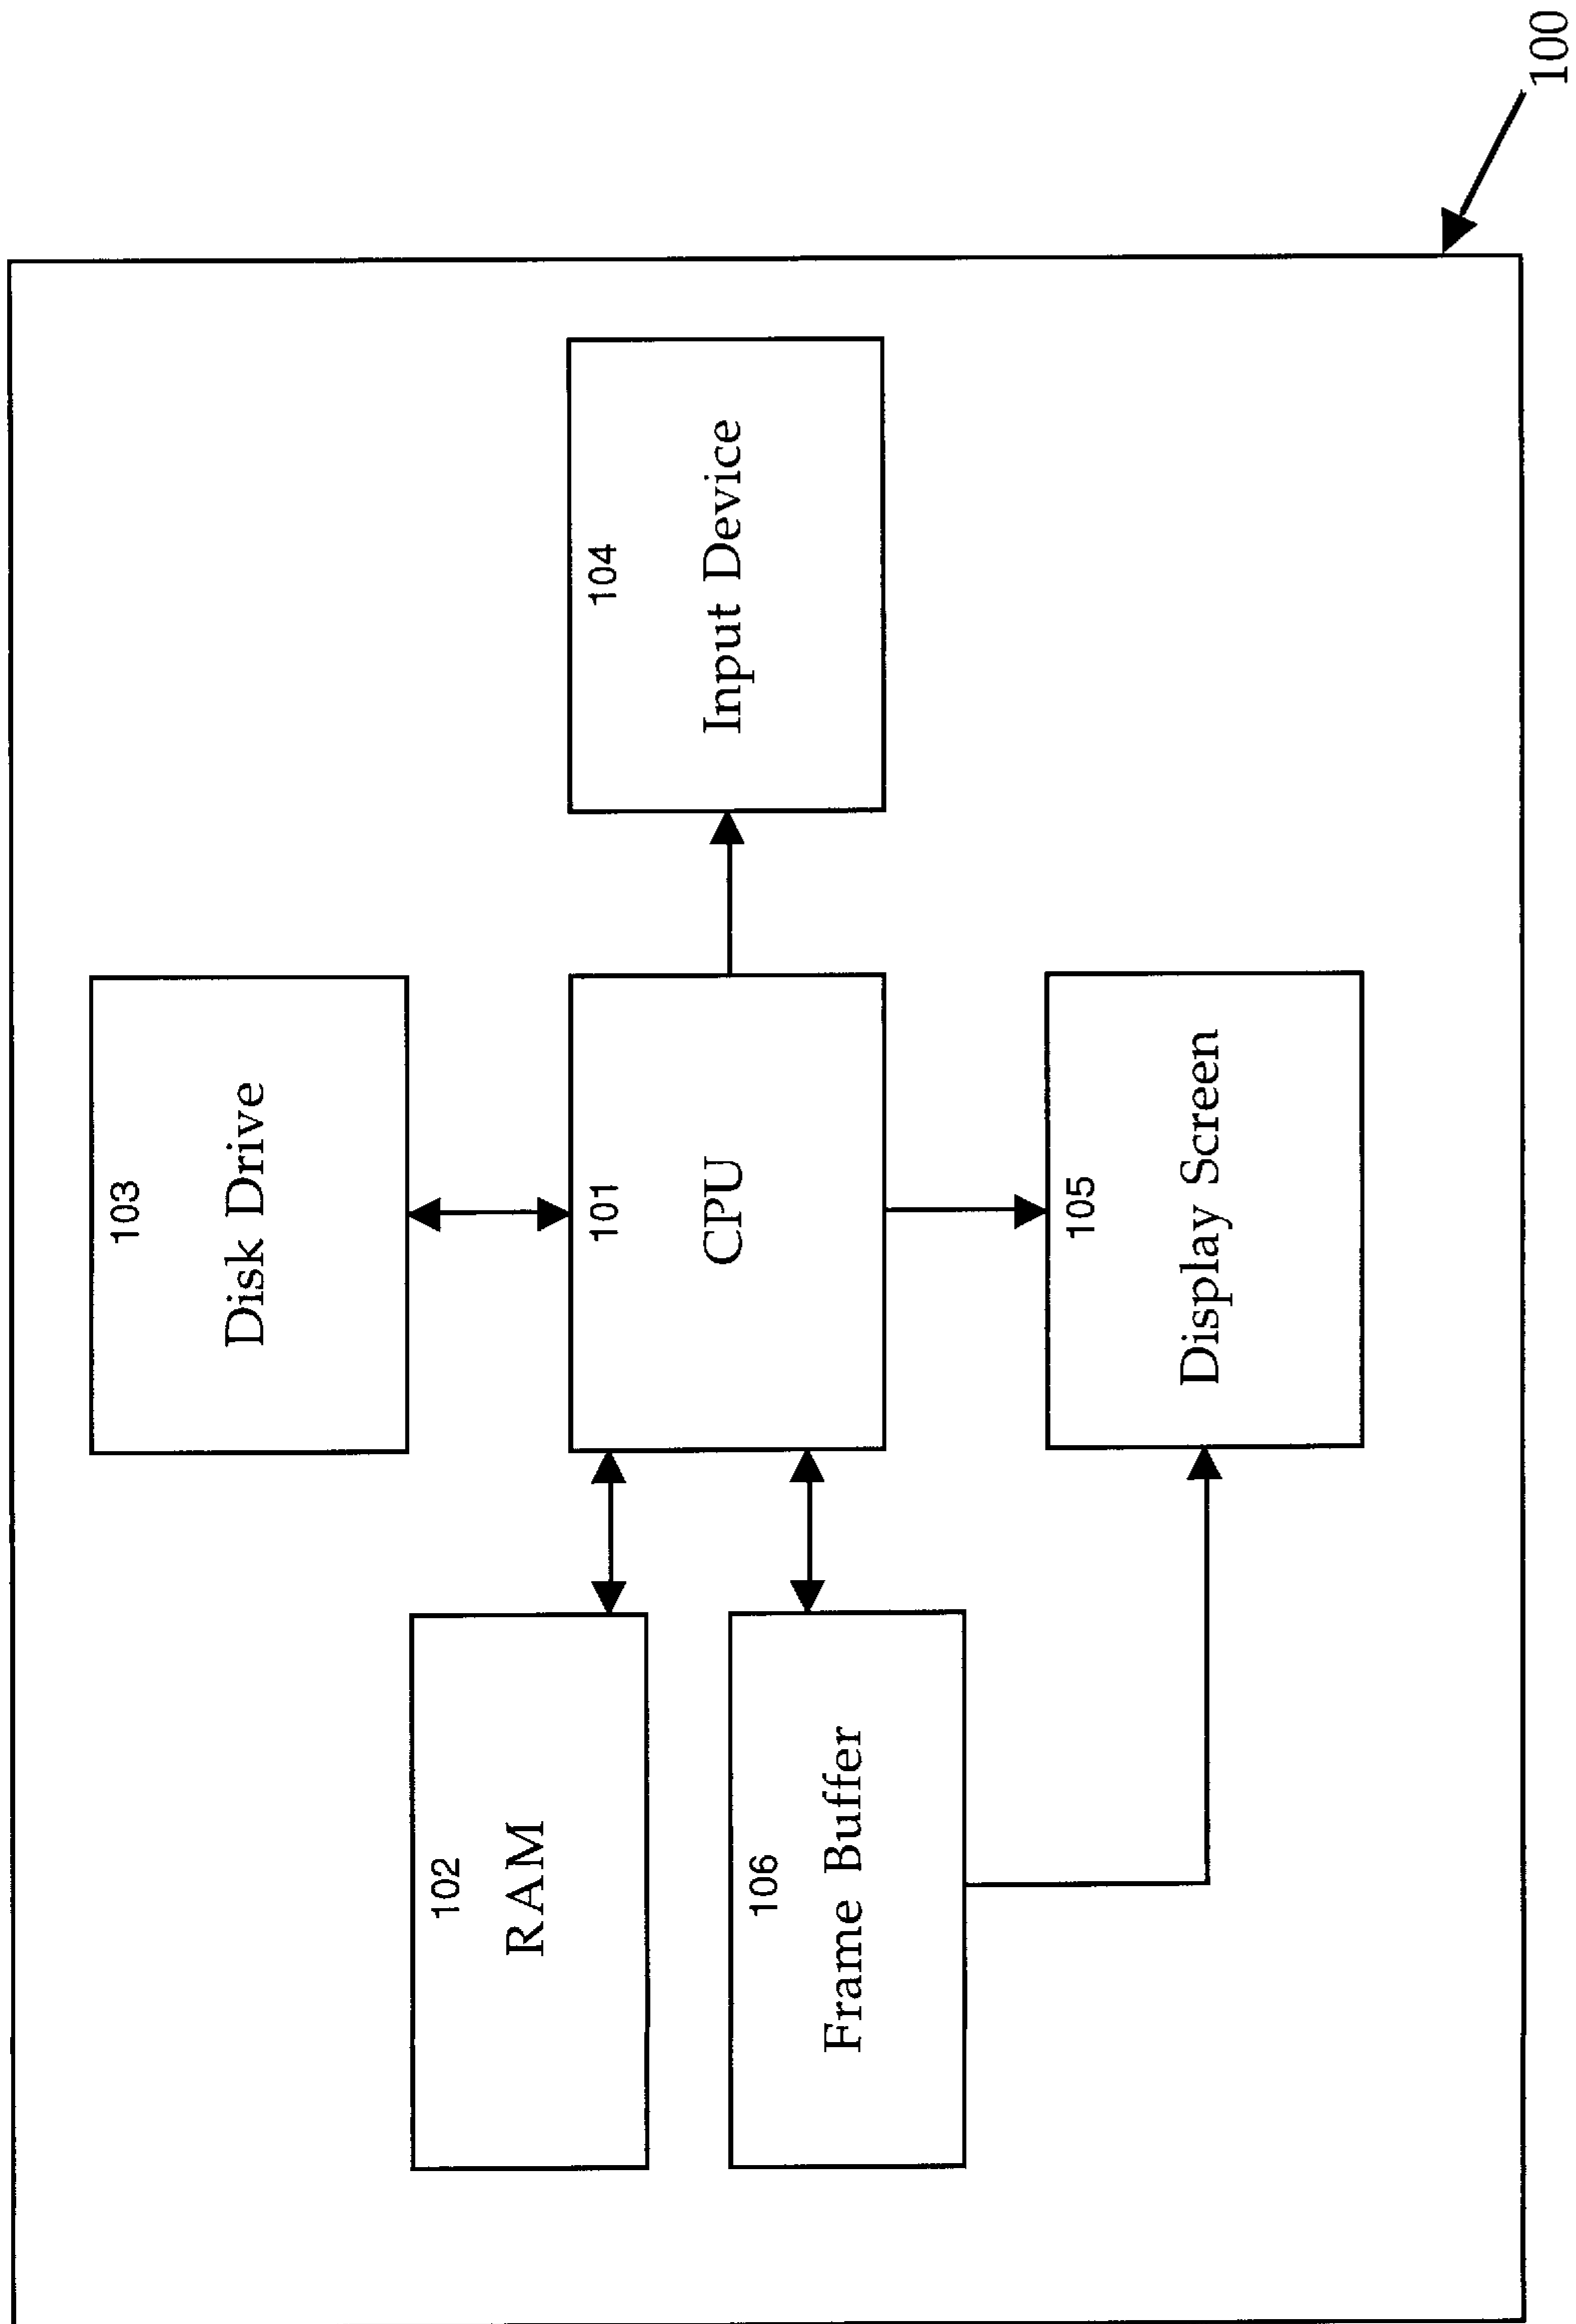 103
Disk Drive
102
RAM
101
CPU
104
Input Device
106
Frame Buffer
105
Display Screen
100